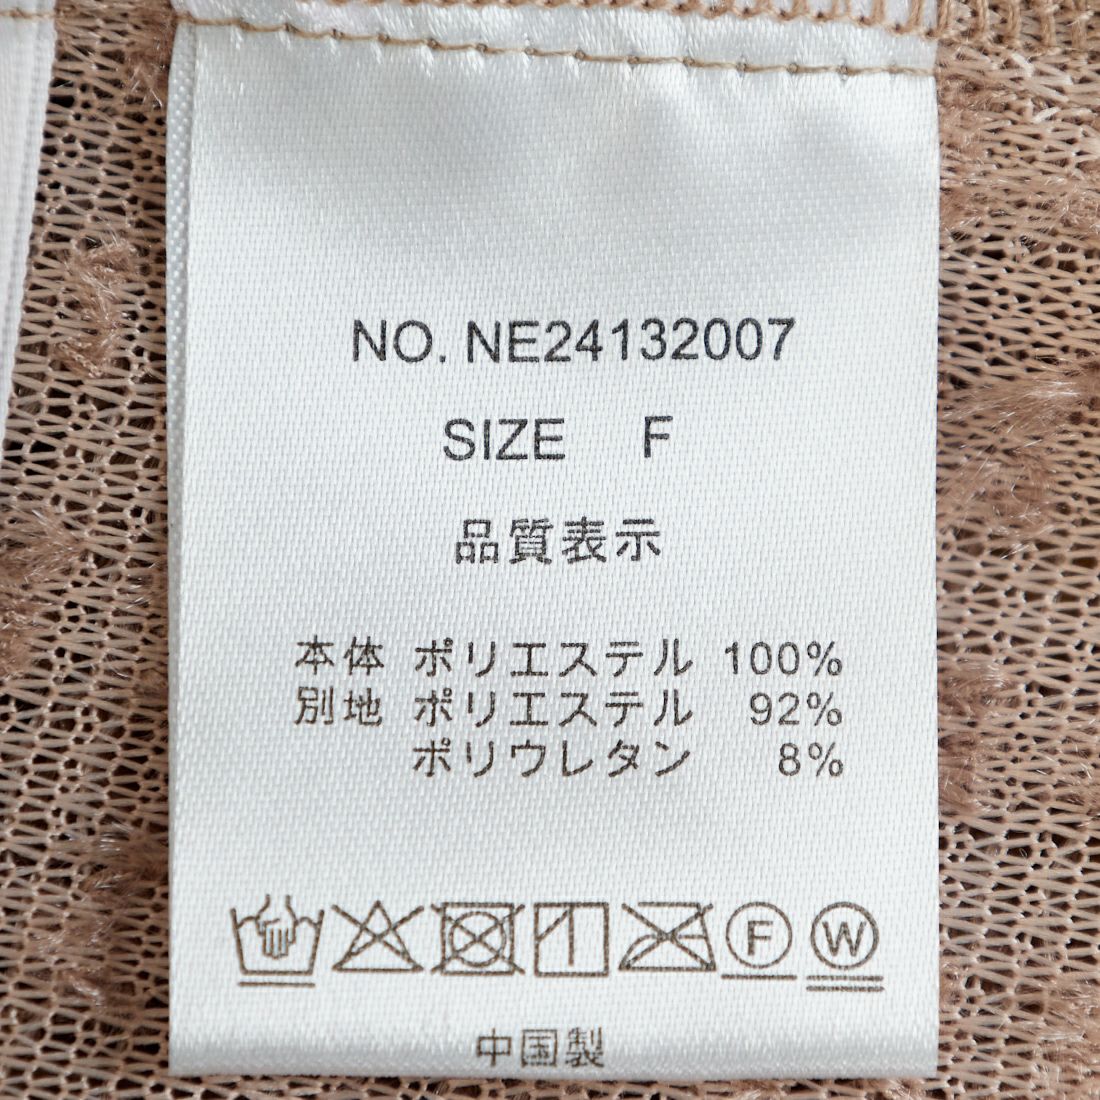 NO. NE24132007
SIZE F
品質表示
本体 ポリエステル 100%
別地 ポリエステル 92%
ポリウレタン 8%
F W
中国製